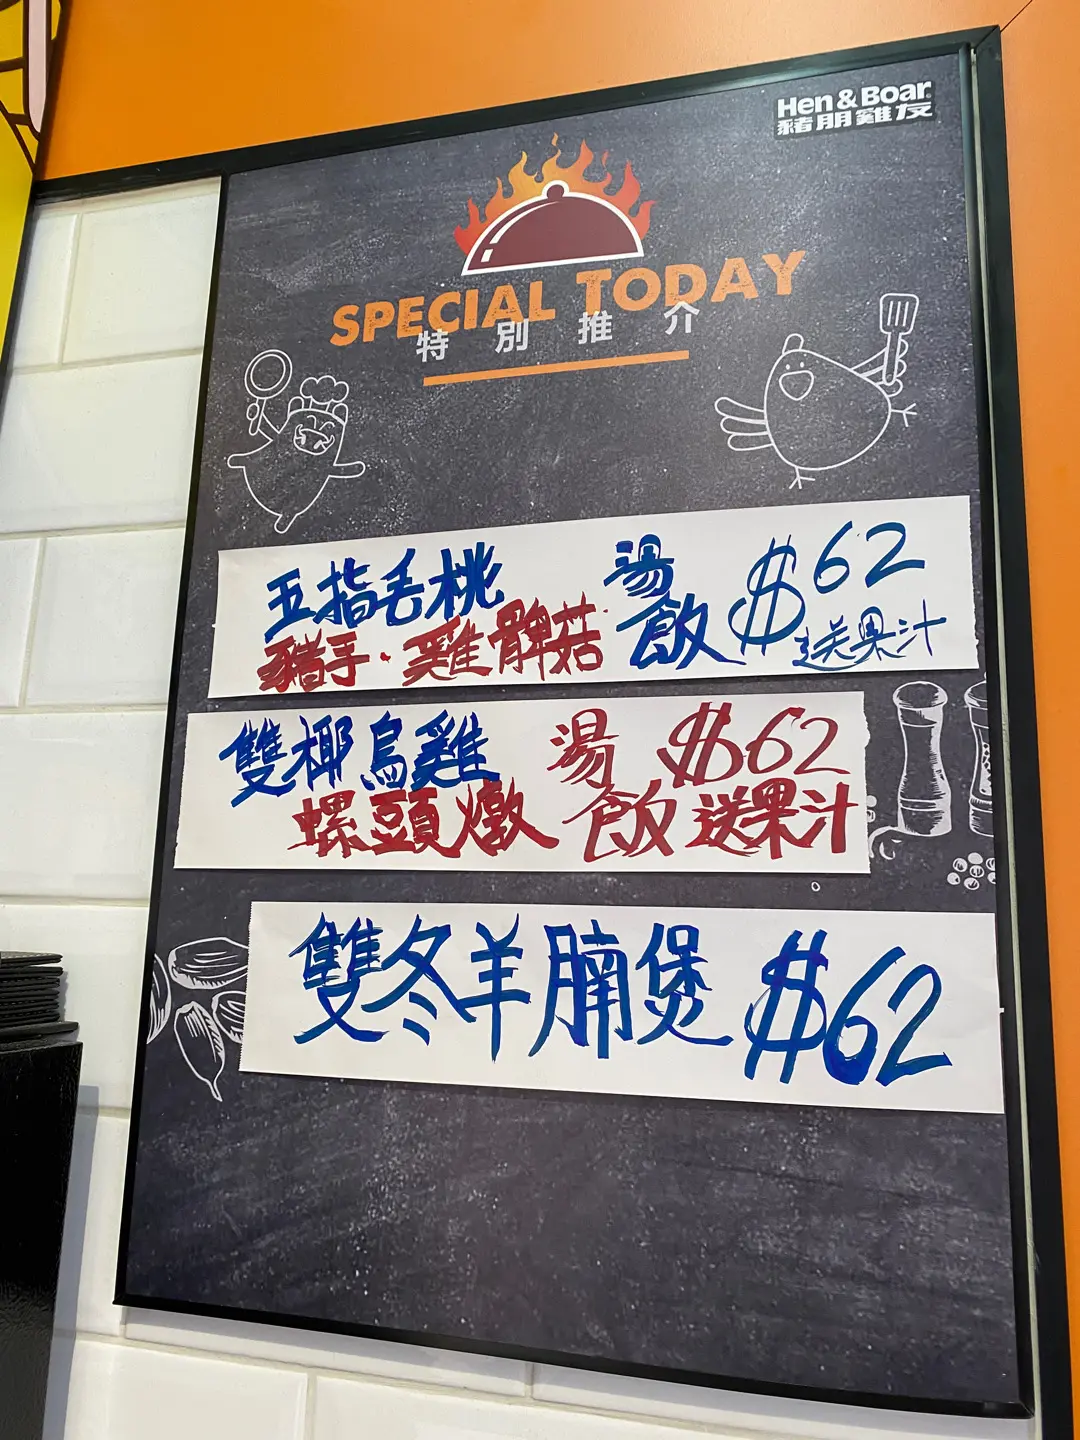 Hen & Boar
豬朋雞友
SPECIAL TODAY
特別推介
五指毛桃 湯 $62
豬手·雞髀菇 飯 送果汁
雙椰烏雞 湯 $62
螺頭燉 飯 送果汁
雙冬羊腩煲 $62